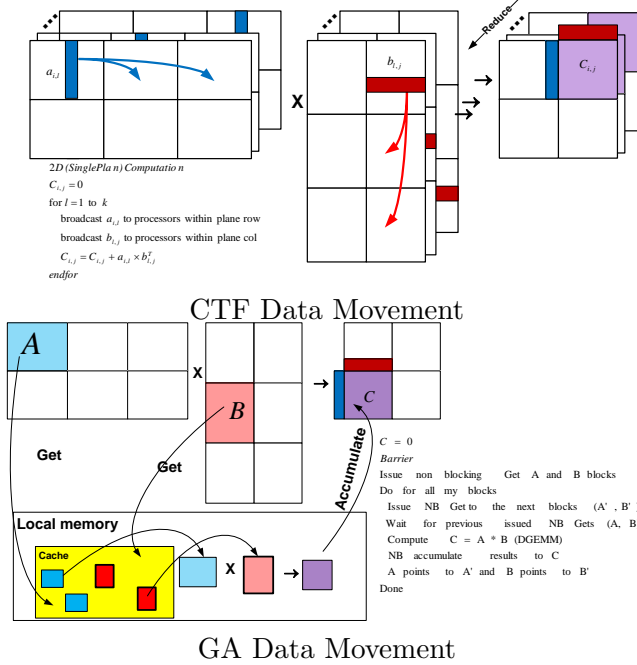 Reduce
a_{i,l}
b_{l,j}
C_{i,j}
X
2D (SinglePla n) Computatio n
C_{i,j} = 0
for l = 1 to k
broadcast a_{i,l} to processors within plane row
broadcast b_{l,j} to processors within plane col
C_{i,j} = C_{i,j} + a_{i,l} × b_{l,j}^T
endfor
CTF Data Movement
A
X
B
C
Get
Get
Accumulate
C = 0
Barrier
Issue non blocking Get A and B blocks
Do for all my blocks
Issue NB Get to the next blocks (A' , B' )
Wait for previous issued NB Gets (A, B
Compute C = A * B (DGEMM)
NB accumulate results to C
A points to A' and B points to B'
Done
Local memory
Cache
X
GA Data Movement